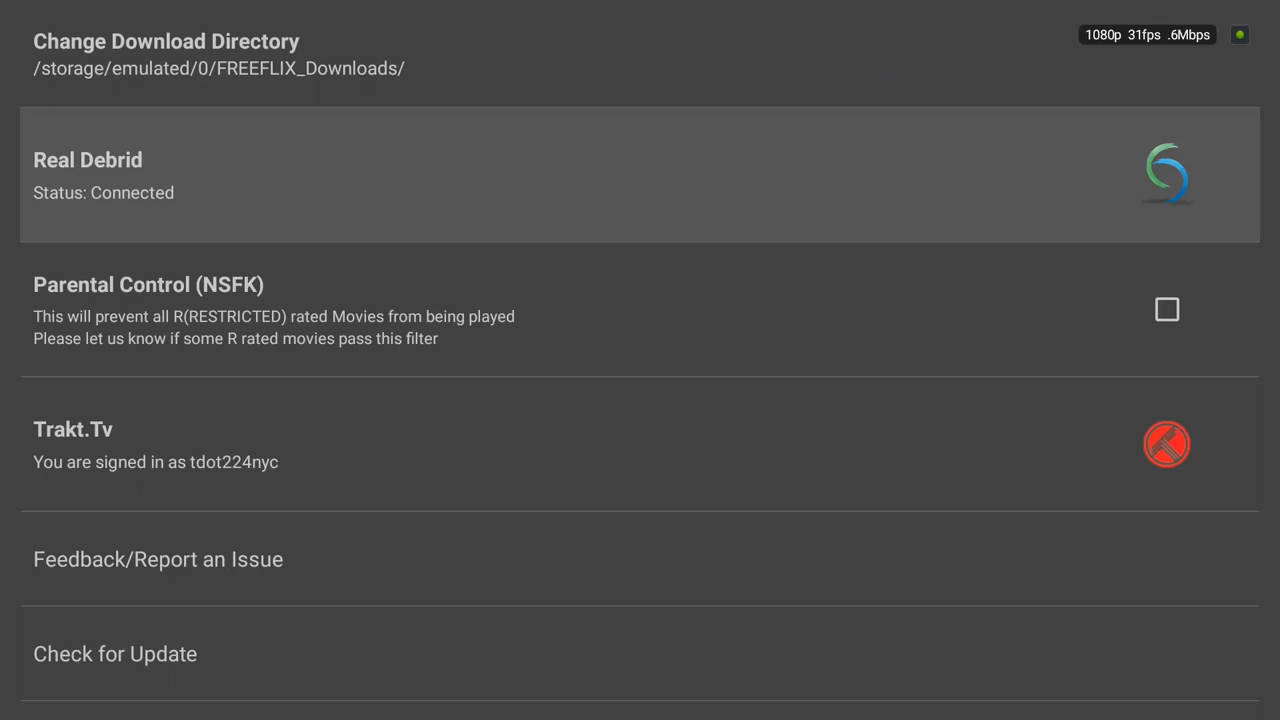 Change Download Directory
1080p 31fps .6Mbps
/storage/emulated/0/FREEFLIX_Downloads/
Real Debrid
Status: Connected
Parental Control (NSFK)
This will prevent all R(RESTRICTED) rated Movies from being played
Please let us know if some R rated movies pass this filter
Trakt.Tv
You are signed in as tdot224nyc
Feedback/Report an Issue
Check for Update